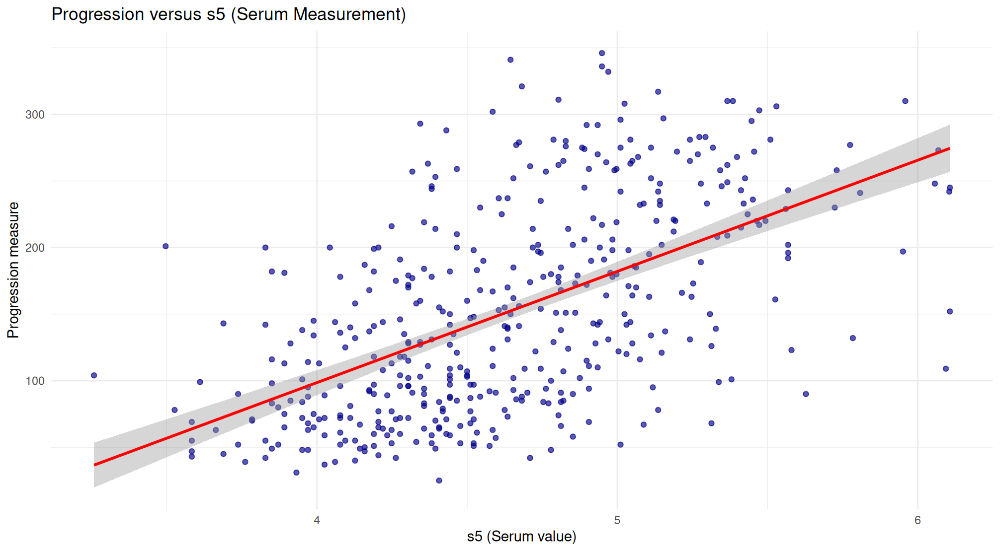 Progression versus s5 (Serum Measurement)
Progression measure
300
200
100
4
5
6
s5 (Serum value)